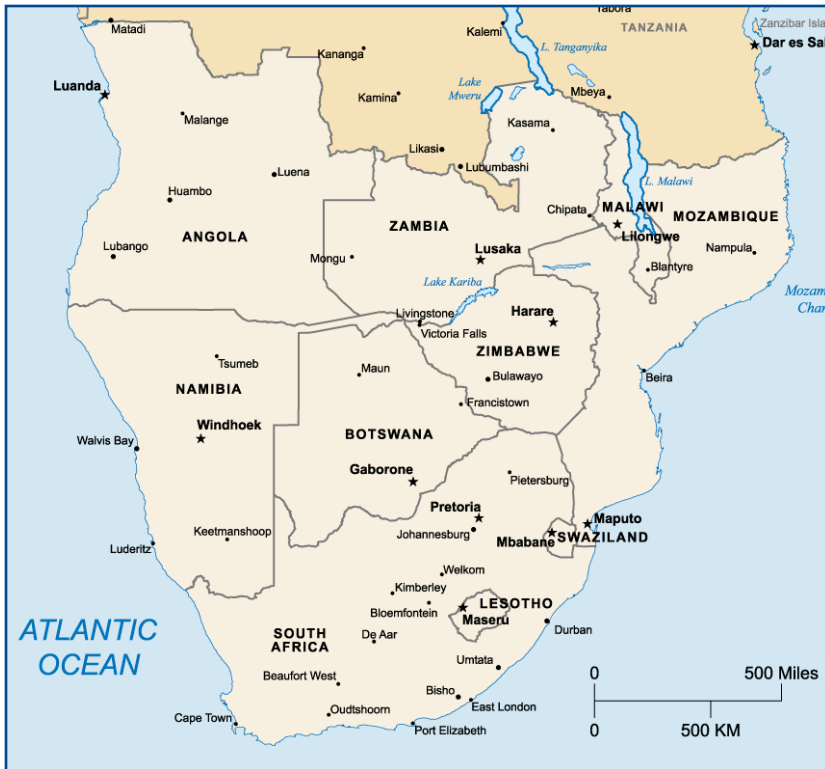 Tabora
Matadi
Kalemi
TANZANIA
Zanzibar Isla
Dar es Sal
Kananga
L. Tanganyika
Luanda
Lake
Mweru
Kamina
Mbeya
Malange
Kasama
Likasi
Lubumbashi
Luena
L. Malawi
Huambo
MALAWI
Chipata
MOZAMBIQUE
ZAMBIA
ANGOLA
Lilongwe
Lusaka
Lubango
Mongu
Nampula
Blantyre
Lake Kariba
Mozam
Chan
Livingstone
Harare
Victoria Falls
ZIMBABWE
Tsumeb
Maun
Bulawayo
Beira
NAMIBIA
Francistown
Windhoek
BOTSWANA
Walvis Bay
Gaborone
Pietersburg
Pretoria
Maputo
Johannesburg
Keetmanshoop
Mbabane
SWAZILAND
Luderitz
Welkom
Kimberley
LESOTHO
Bloemfontein
Maseru
ATLANTIC
OCEAN
SOUTH
AFRICA
De Aar
Durban
Umtata
Beaufort West
0 500 Miles
Bisho
East London
Oudtshoorn
Cape Town
Port Elizabeth
0 500 KM